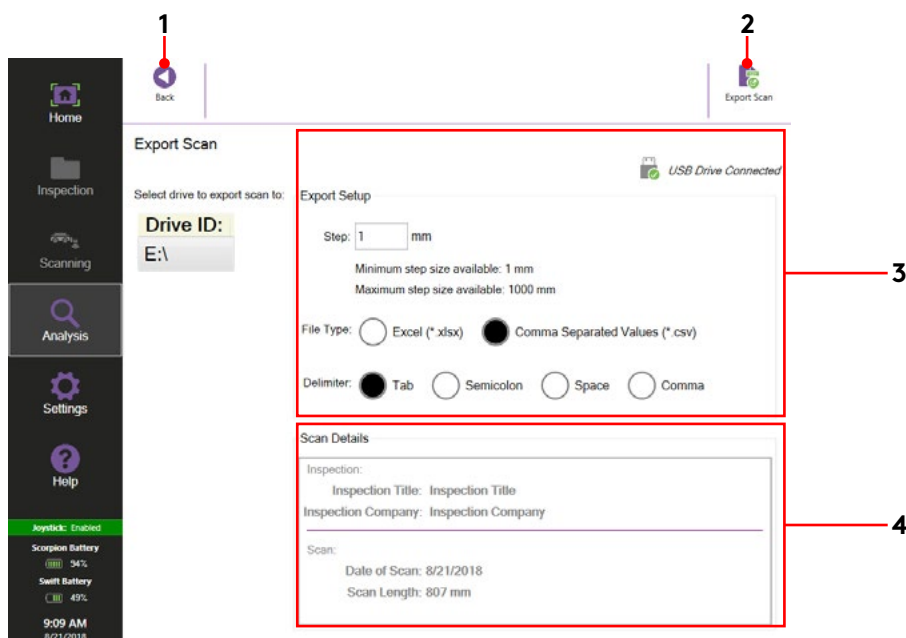 1
2
Home
Inspection
Scanning
Analysis
Settings
Help
Joystick: Enabled
Scorpion Battery
94%
Swift Battery
49%
9:09 AM
8/21/2018
Back
Export Scan
Export Scan
Select drive to export scan to:
Drive ID:
E:\
USB Drive Connected
Export Setup
Step: 1 mm
Minimum step size available: 1 mm
Maximum step size available: 1000 mm
File Type: Excel (*.xlsx) Comma Separated Values (*.csv)
Delimiter: Tab Semicolon Space Comma
3
Scan Details
Inspection:
Inspection Title: Inspection Title
Inspection Company: Inspection Company
Scan:
Date of Scan: 8/21/2018
Scan Length: 807 mm
4